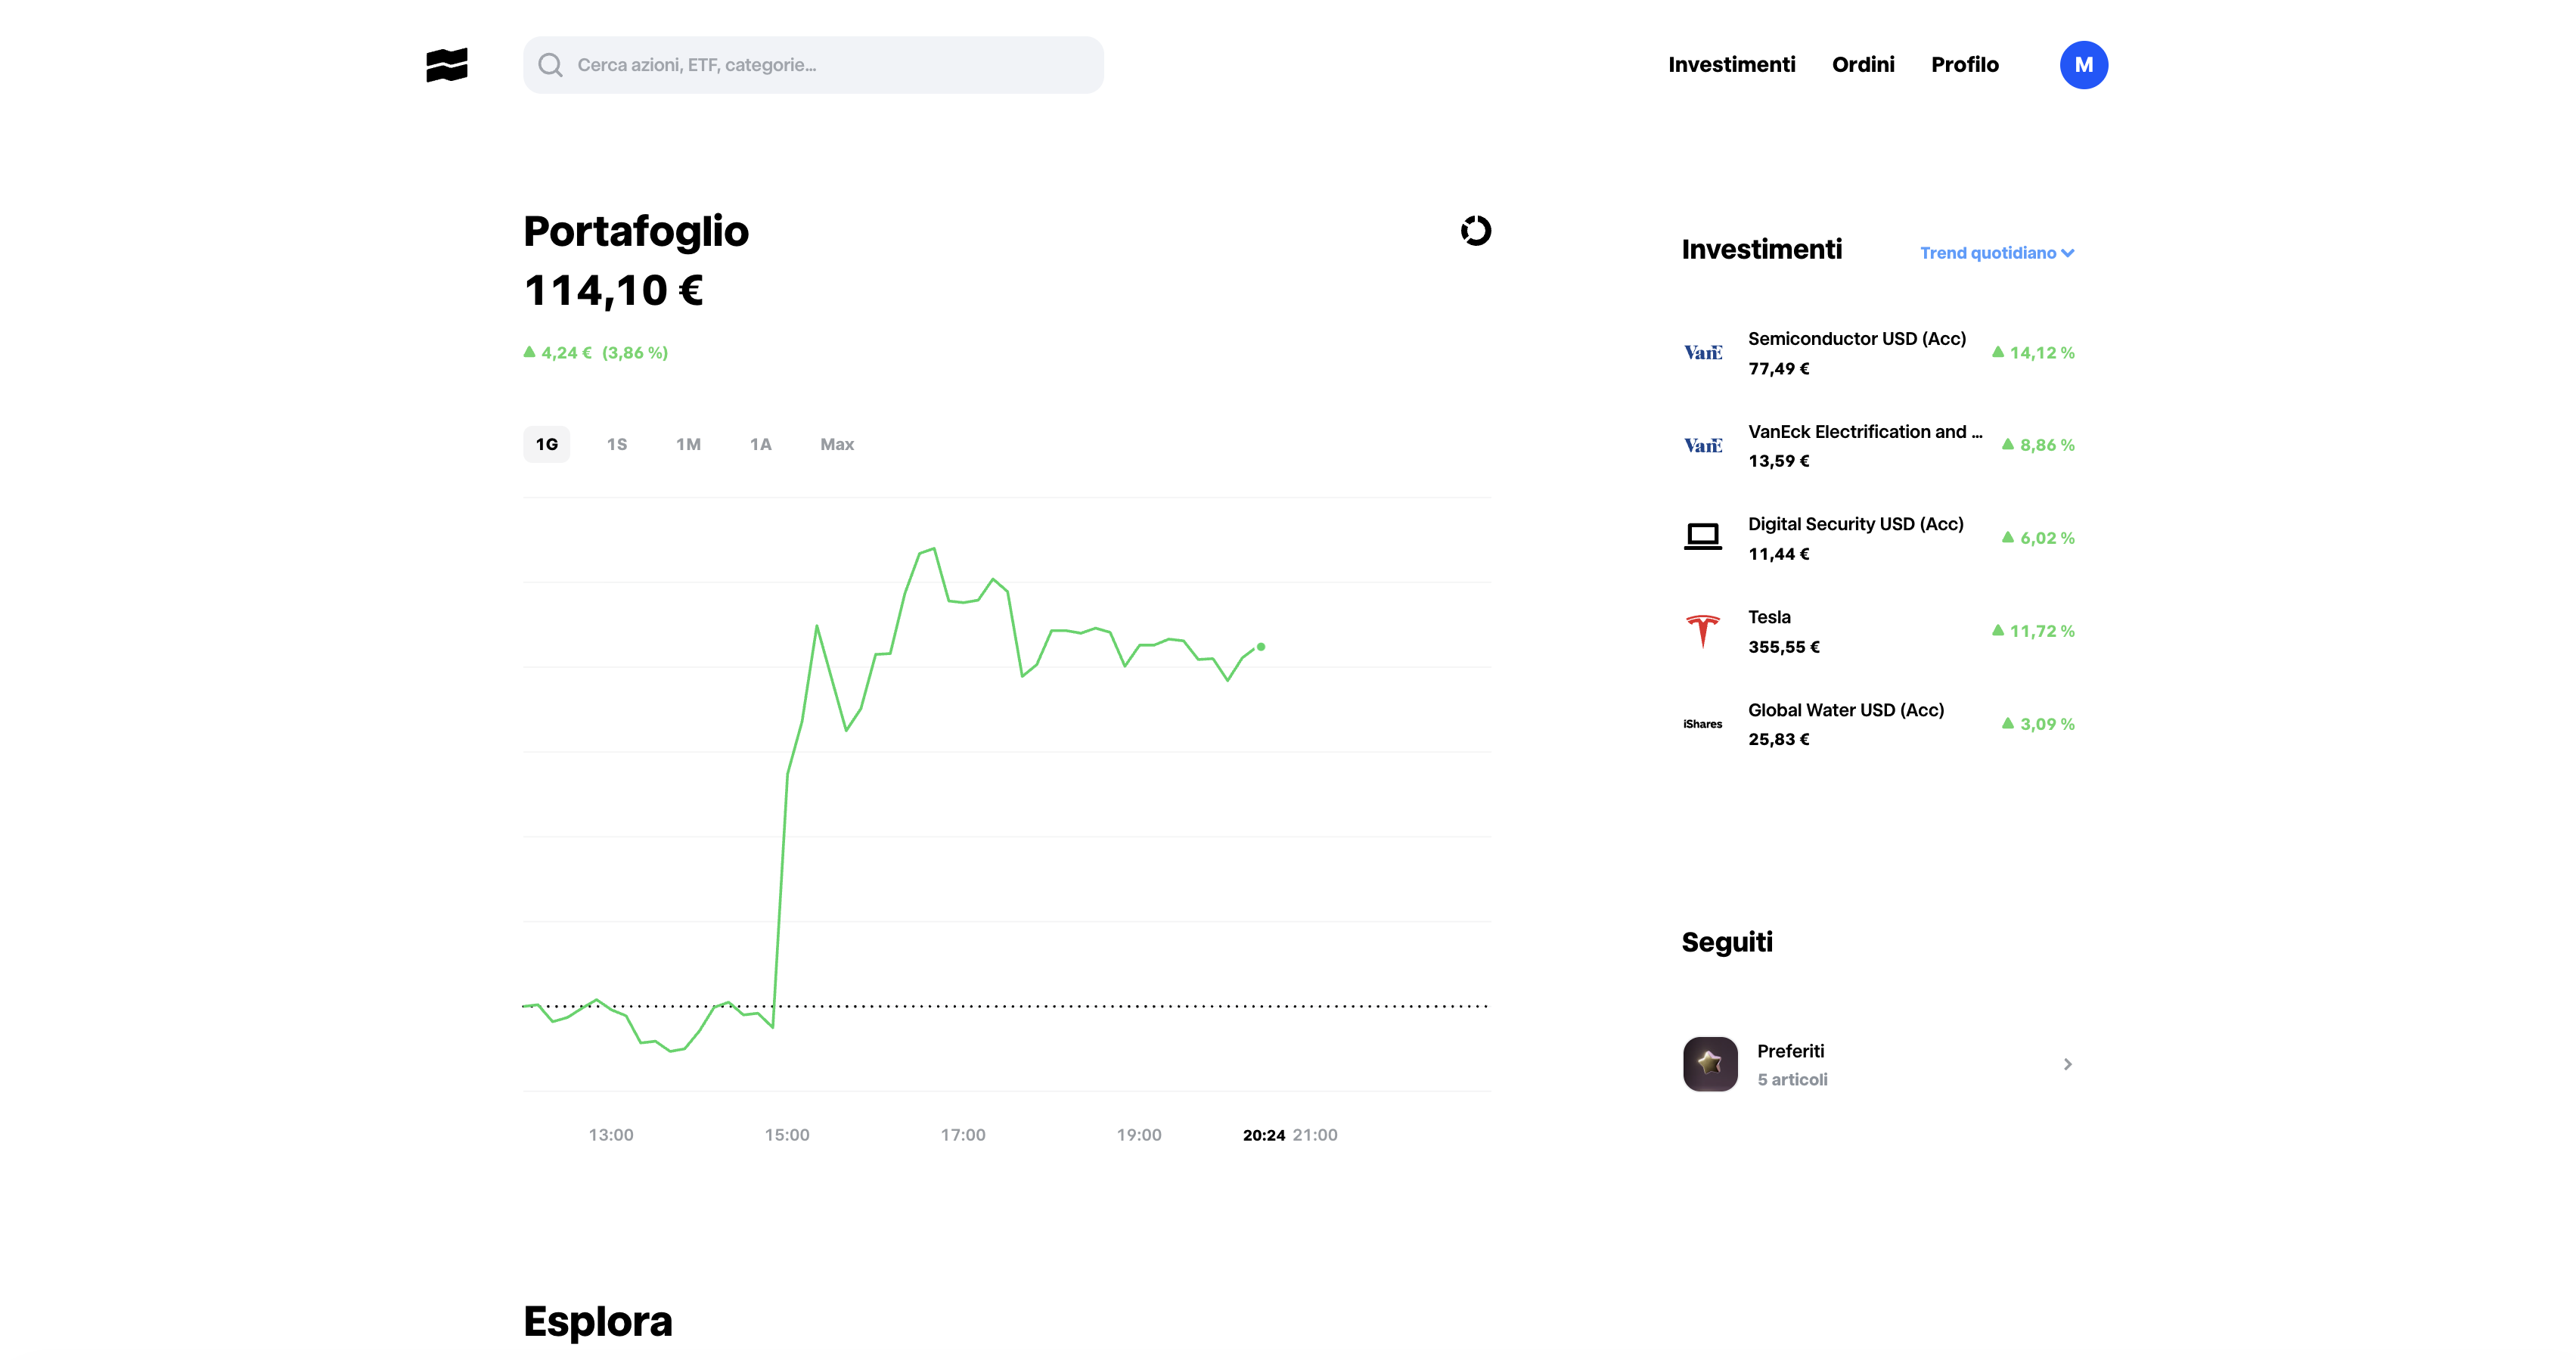 Cerca azioni, ETF, categorie...
Investimenti
Ordini
Profilo
M
Portafoglio
114,10 €
4,24 € (3,86 %)
1G
1S
1M
1A
Max
13:00
15:00
17:00
19:00
20:24
21:00
Investimenti
Trend quotidiano
VanE
Semiconductor USD (Acc)
77,49 €
14,12 %
VanE
VanEck Electrification and ...
13,59 €
8,86 %
Digital Security USD (Acc)
11,44 €
6,02 %
Tesla
355,55 €
11,72 %
iShares
Global Water USD (Acc)
25,83 €
3,09 %
Seguiti
Preferiti
5 articoli
Esplora